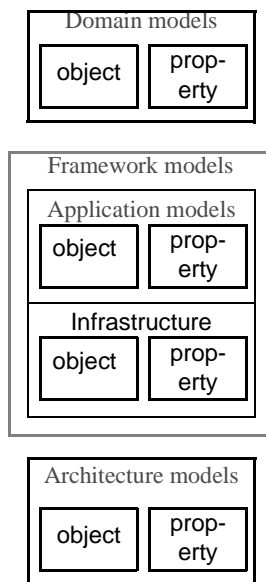 Domain models
object prop-
erty
Framework models
Application models
object prop-
erty
Infrastructure
object prop-
erty
Architecture models
object prop-
erty